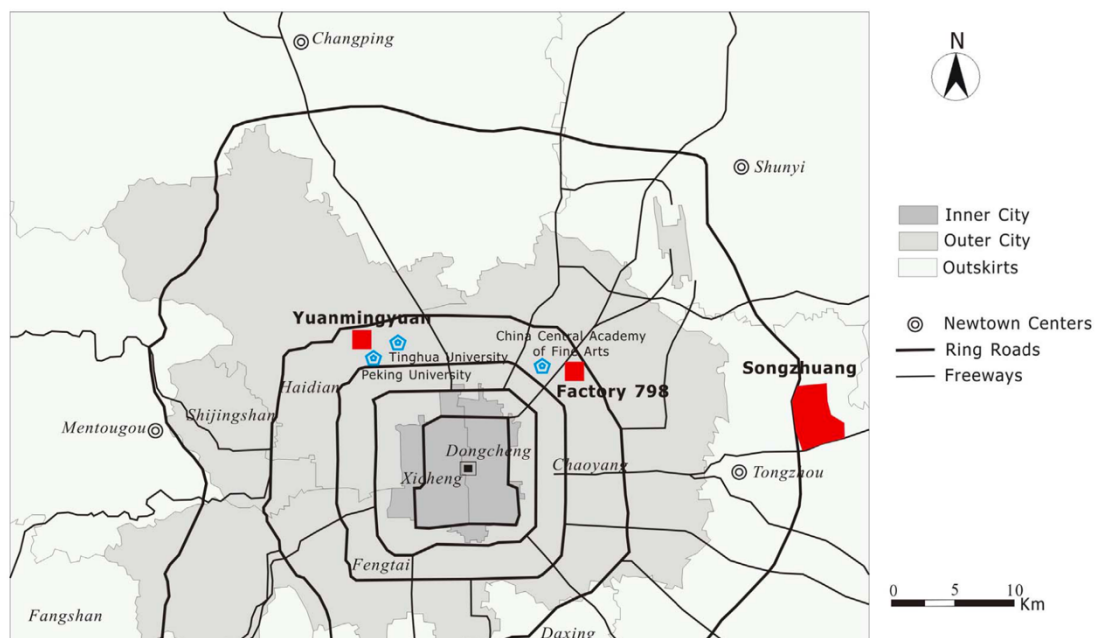 Changping
N
Shunyi
Inner City
Outer City
Outskirts
Yuanmingyuan
China Central Academy
of Fine Arts
Newtown Centers
Tinghua University
Ring Roads
Peking University
Songzhuang
Freeways
Haidian
Factory 798
Shijingshan
Mentougou
Dongcheng
Chaoyang
Xicheng
Tongzhou
Fengtai
0 5 10
Km
Fangshan
Daxing